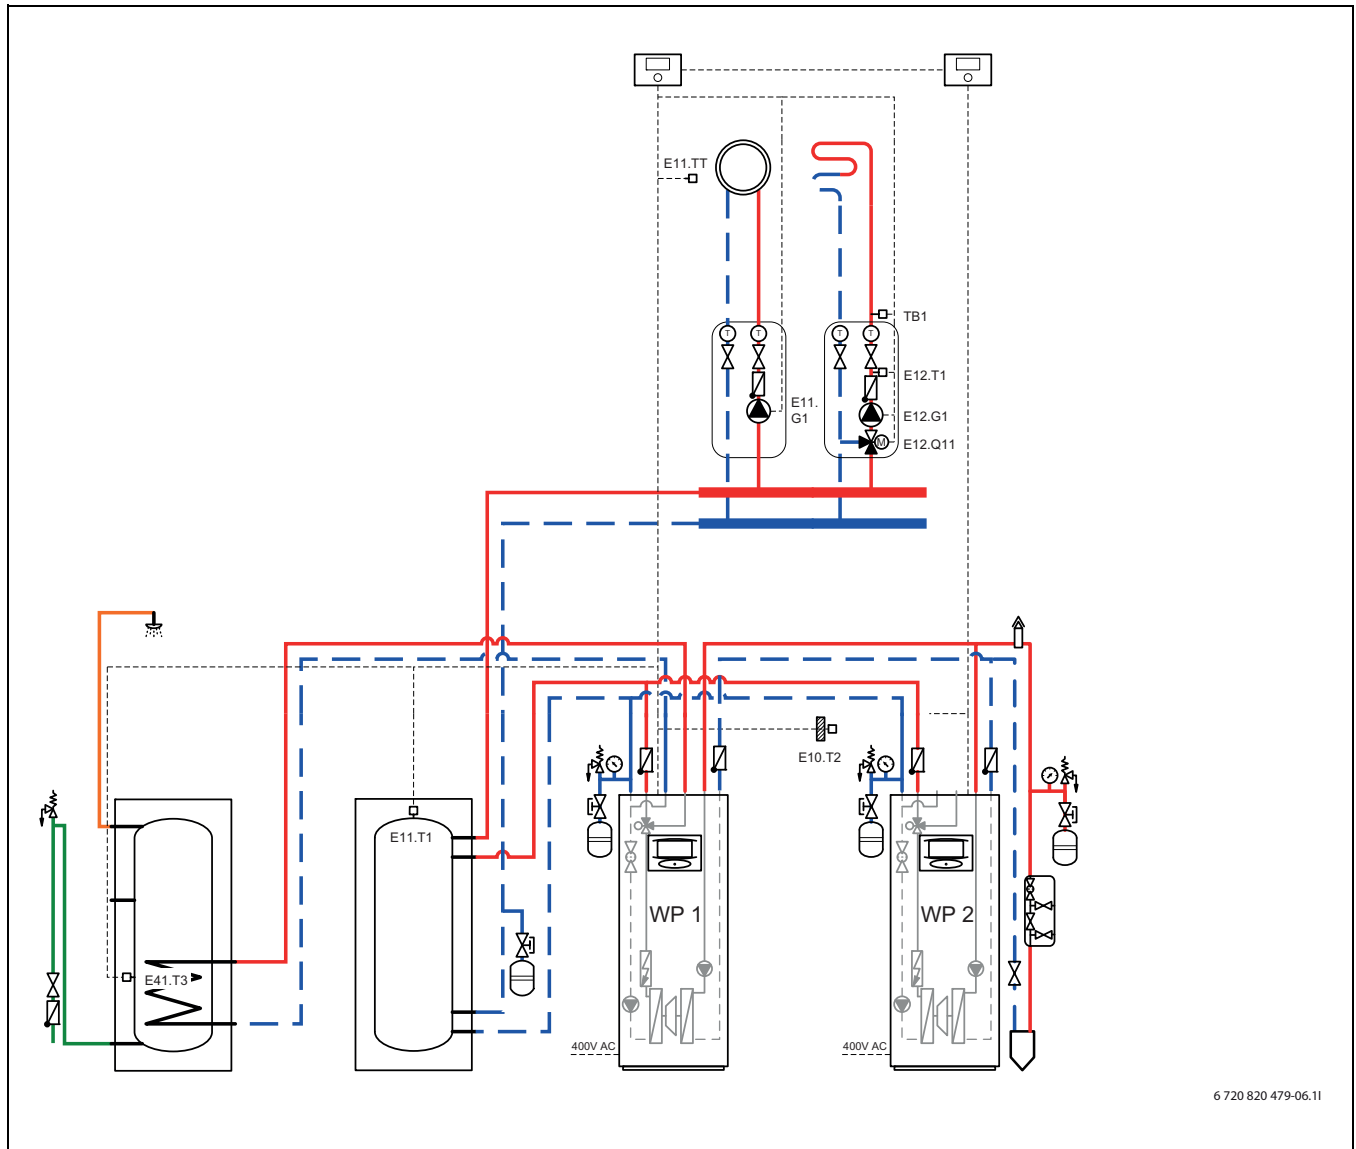 E11.TT
T
T
T
T
TB1
E12.T1
E11.
G1
E12.G1
M
E12.Q11
E10.T2
E11.T1
WP 1
WP 2
E41.T3
400V AC
400V AC
6 720 820 479-06.1I